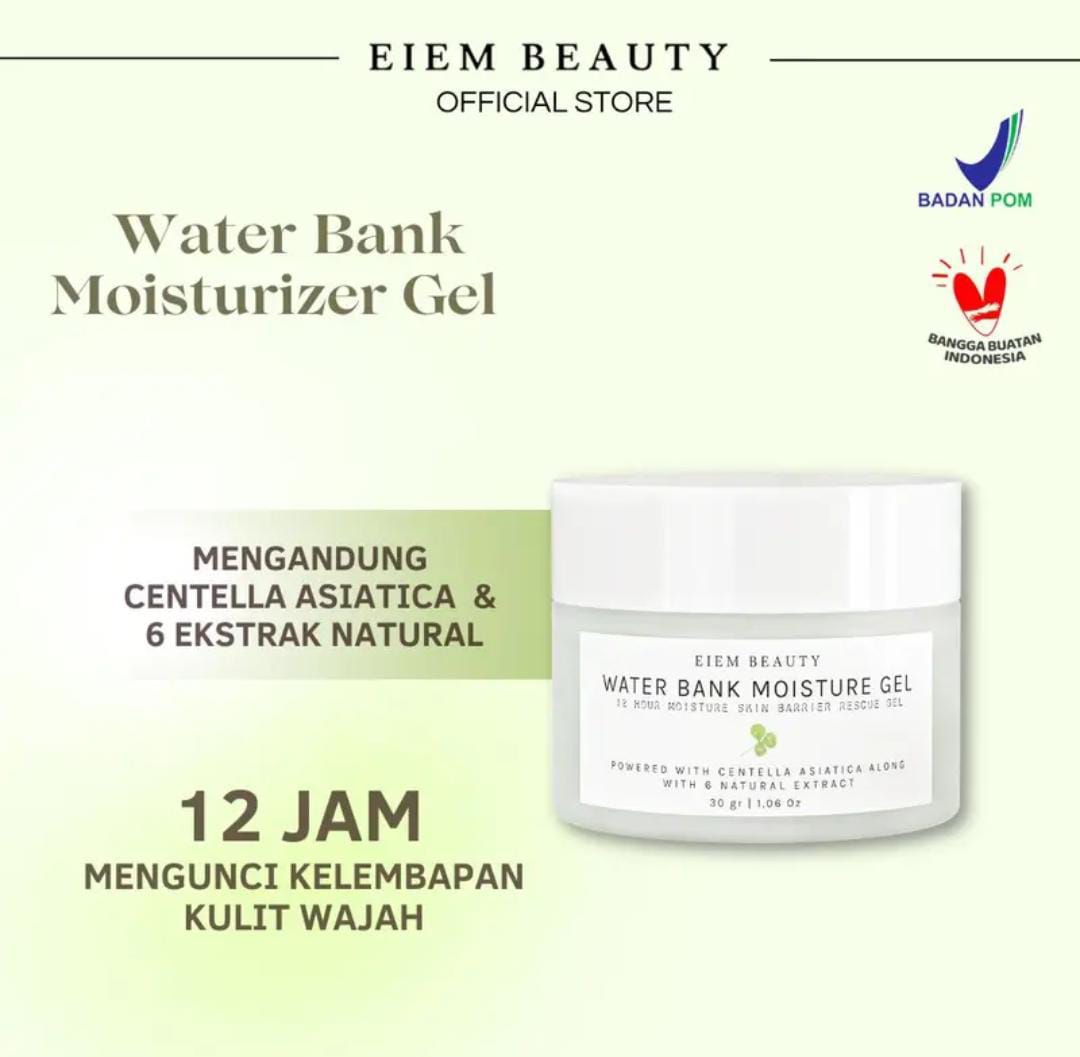 EIEM BEAUTY
OFFICIAL STORE
BADAN POM
BANGGA BUATAN
INDONESIA
Water Bank
Moisturizer Gel
MENGANDUNG
CENTELLA ASIATICA &
6 EKSTRAK NATURAL
12 JAM
MENGUNCI KELEMBAPAN
KULIT WAJAH
EIEM BEAUTY
WATER BANK MOISTURE GEL
12 HOUR MOISTURE SKIN BARRIER RESCUE GEL
POWERED WITH CENTELLA ASIATICA ALONG
WITH 6 NATURAL EXTRACT
30 gr | 1,06 Oz